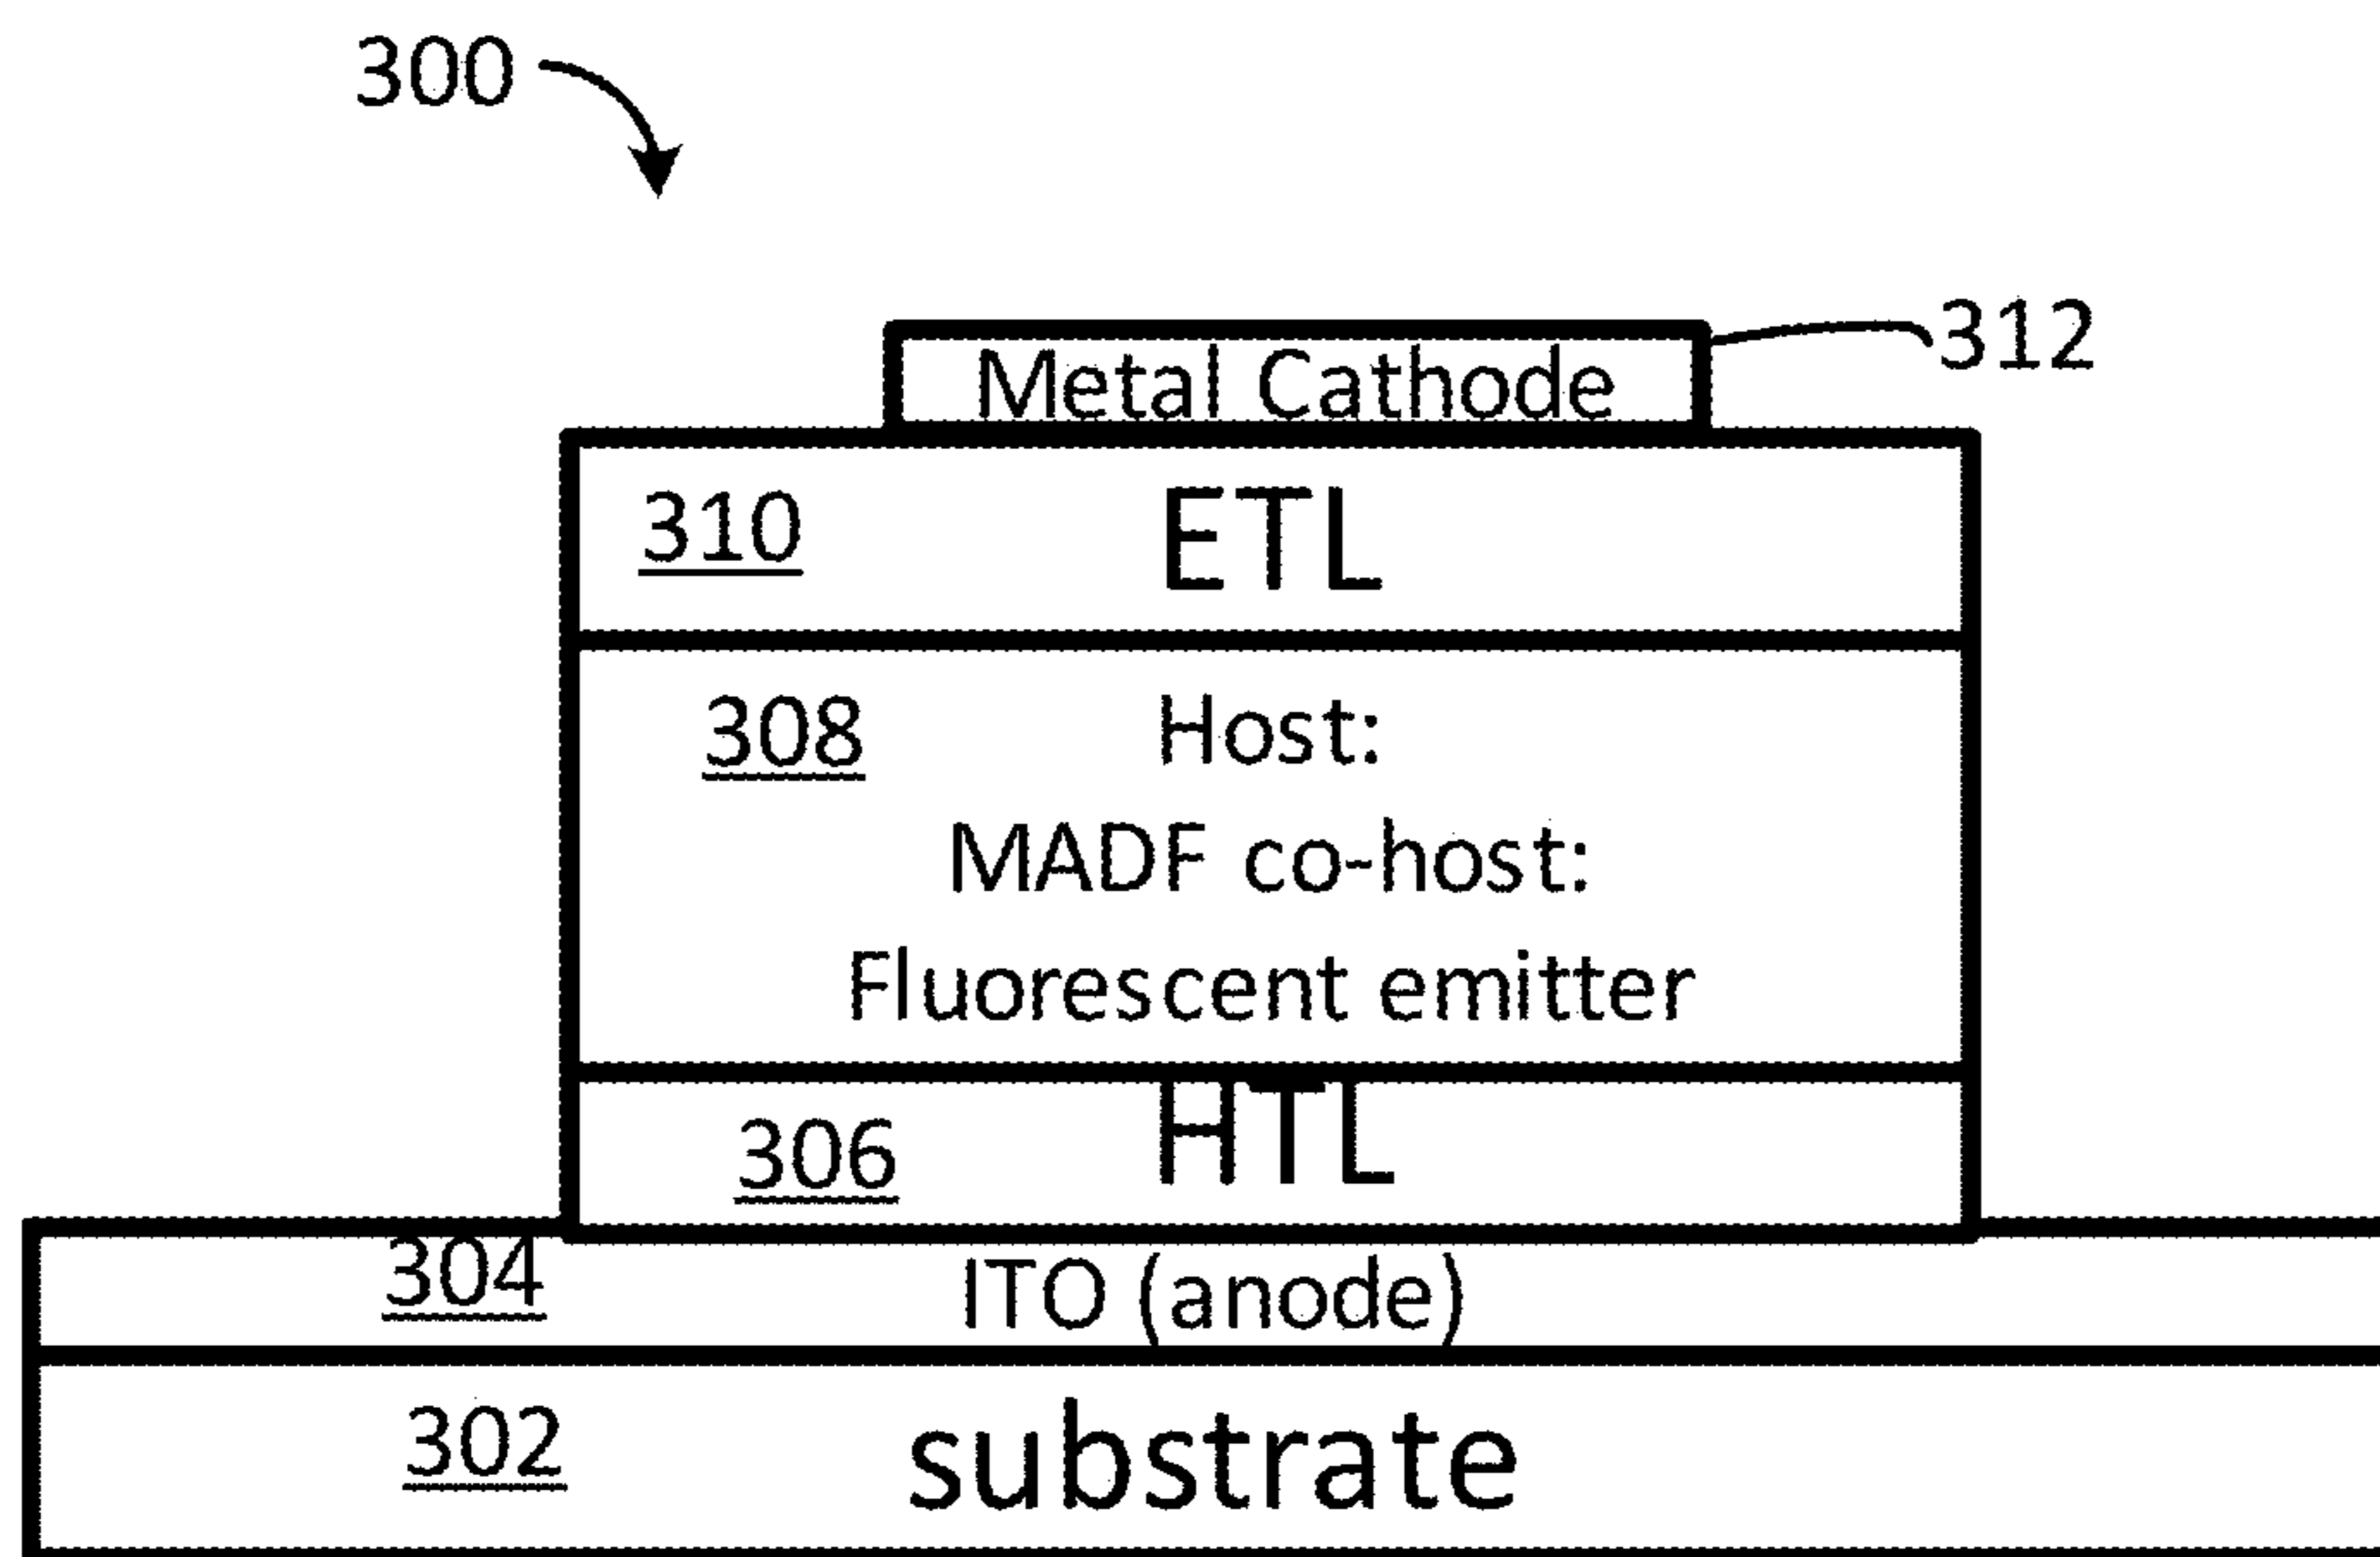 300
Metal Cathode 312
310 ETL
308 Host:
MADF co-host:
Fluorescent emitter
306 HTL
304 ITO (anode)
302 substrate